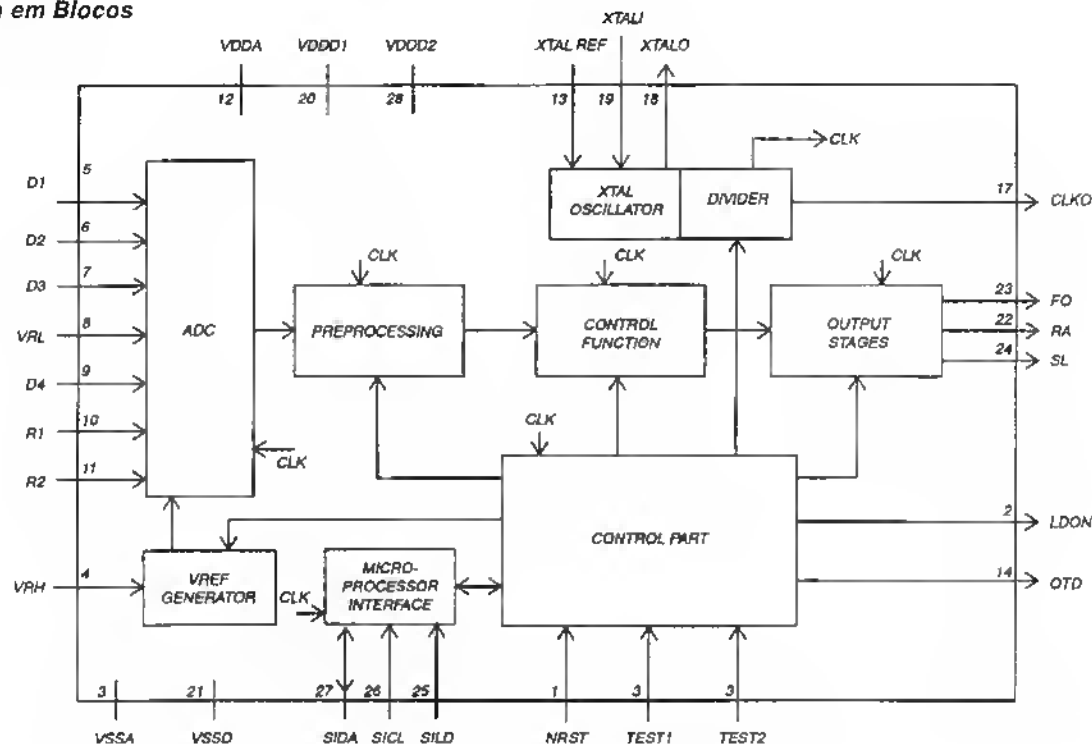 em Blocos
XTALI
VDDA VDDD1 VDDD2 XTAL REF XTALO
12 20 28 13 19 18
CLK
D1 5
XTAL
OSCILLATOR
DIVIDER
17 CLKO
D2 6
CLK CLK CLK
D3 7
23 FO
VRL 8
ADC
PREPROCESSING
CONTROL
FUNCTION
OUTPUT
STAGES
22 RA
24 SL
D4 9
R1 10
CLK
CLK
R2 11
2 LDON
CONTROL PART
VRH 4
VREF
GENERATOR
CLK
MICRO-
PROCESSOR
INTERFACE
14 OTD
3 21 27 26 25 1 3 3
VSSA VSSD SIDA SICL SILD NRST TEST1 TEST2